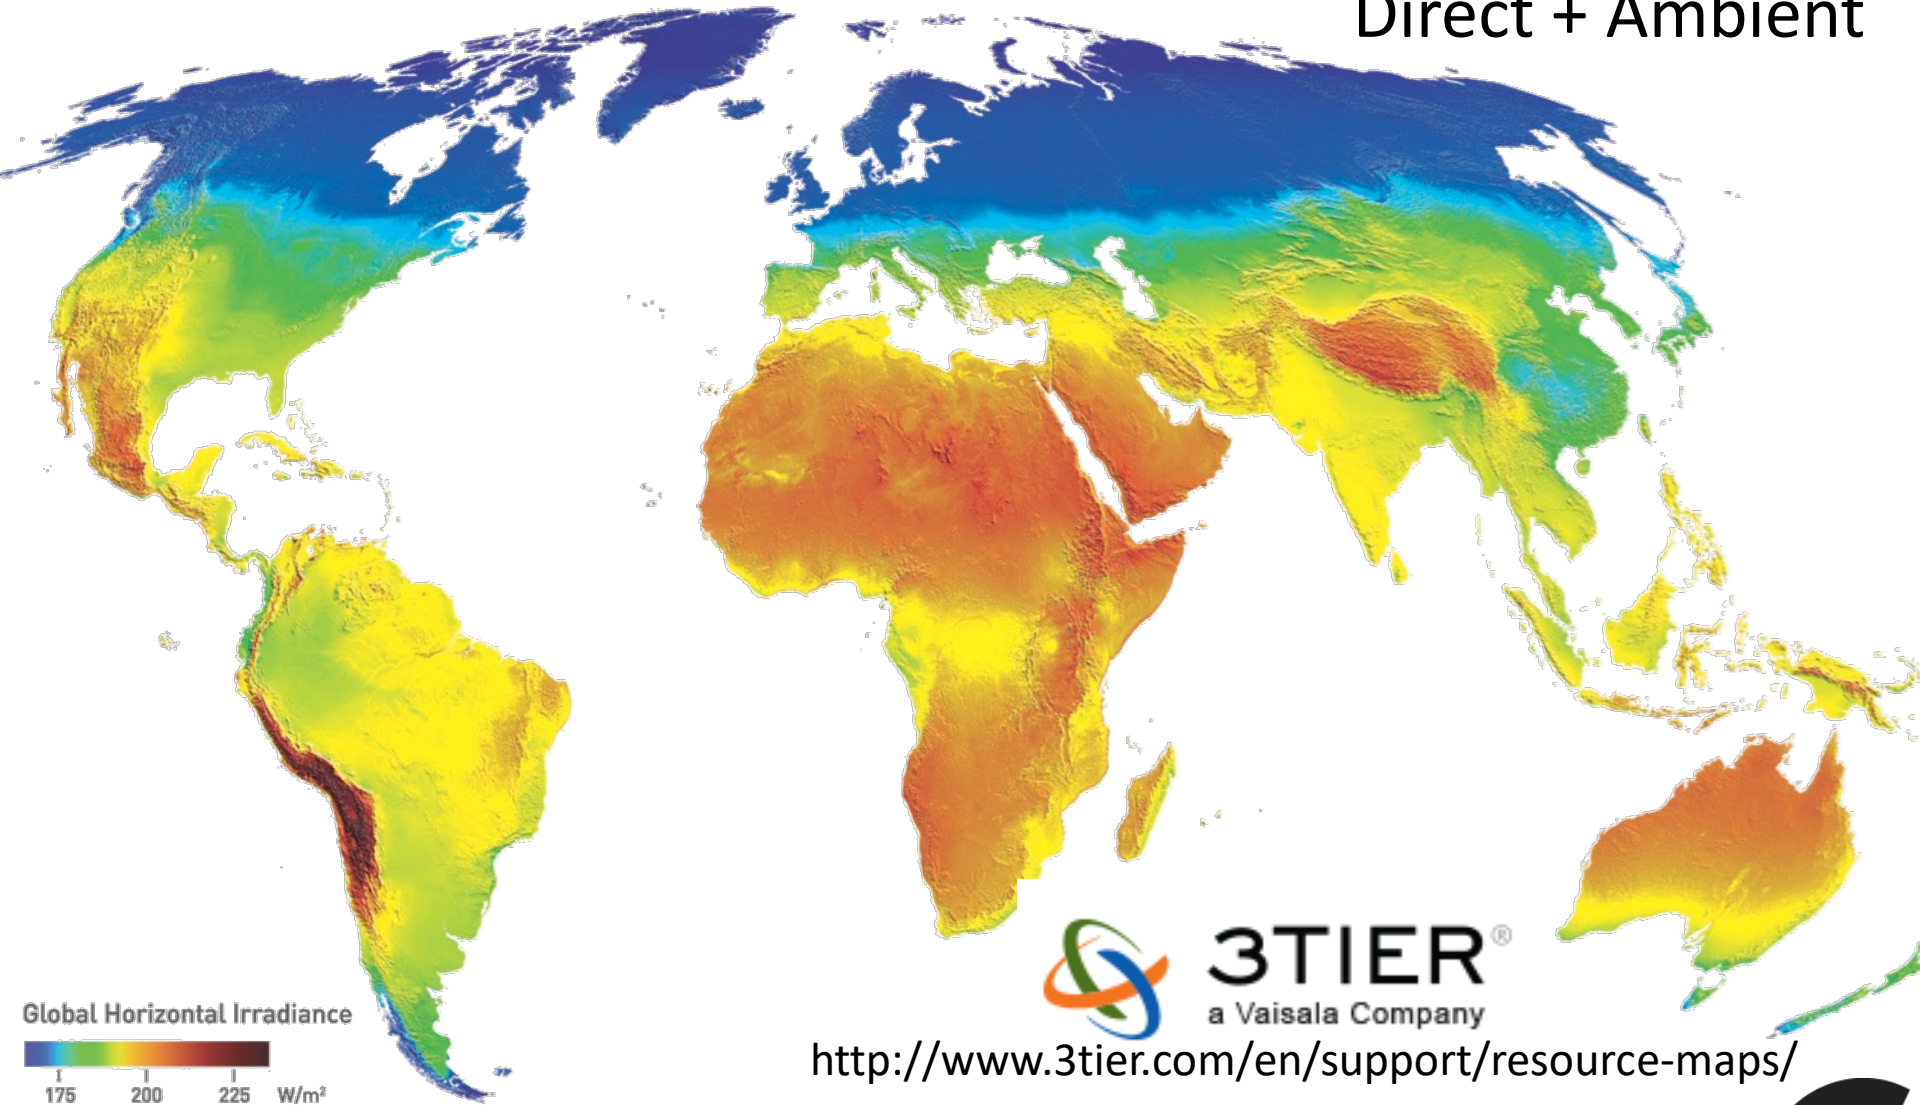 Direct + Ambient
3TIER®
a Vaisala Company
Global Horizontal Irradiance
175 200 225 W/m²
http://www.3tier.com/en/support/resource-maps/